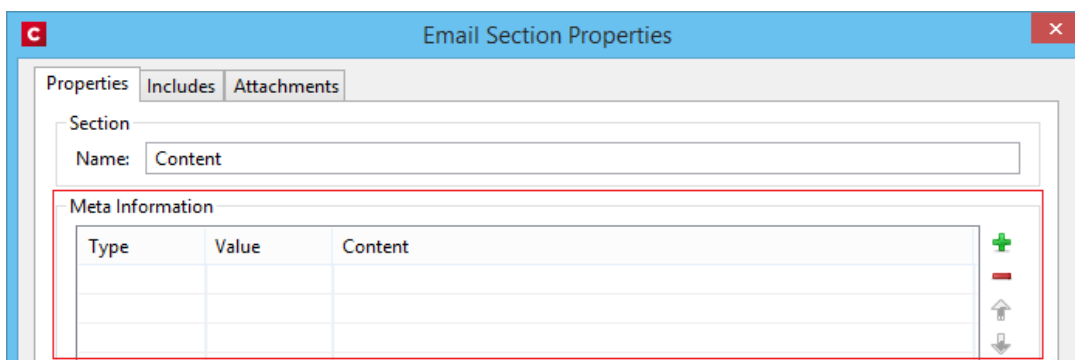 C Email Section Properties
Properties Includes Attachments
Section
Name: Content
Meta Information
Type Value Content